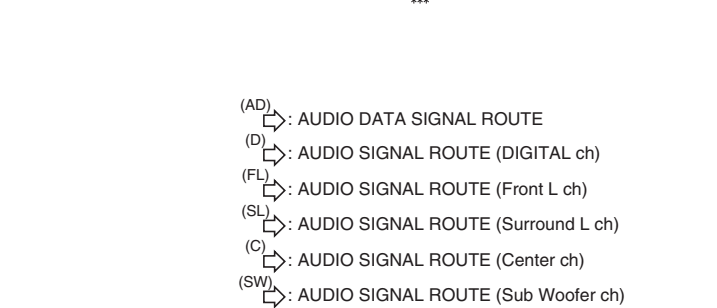 ***
(AD) : AUDIO DATA SIGNAL ROUTE
(D) : AUDIO SIGNAL ROUTE (DIGITAL ch)
(FL) : AUDIO SIGNAL ROUTE (Front L ch)
(SL) : AUDIO SIGNAL ROUTE (Surround L ch)
(C) : AUDIO SIGNAL ROUTE (Center ch)
(SW) : AUDIO SIGNAL ROUTE (Sub Woofer ch)